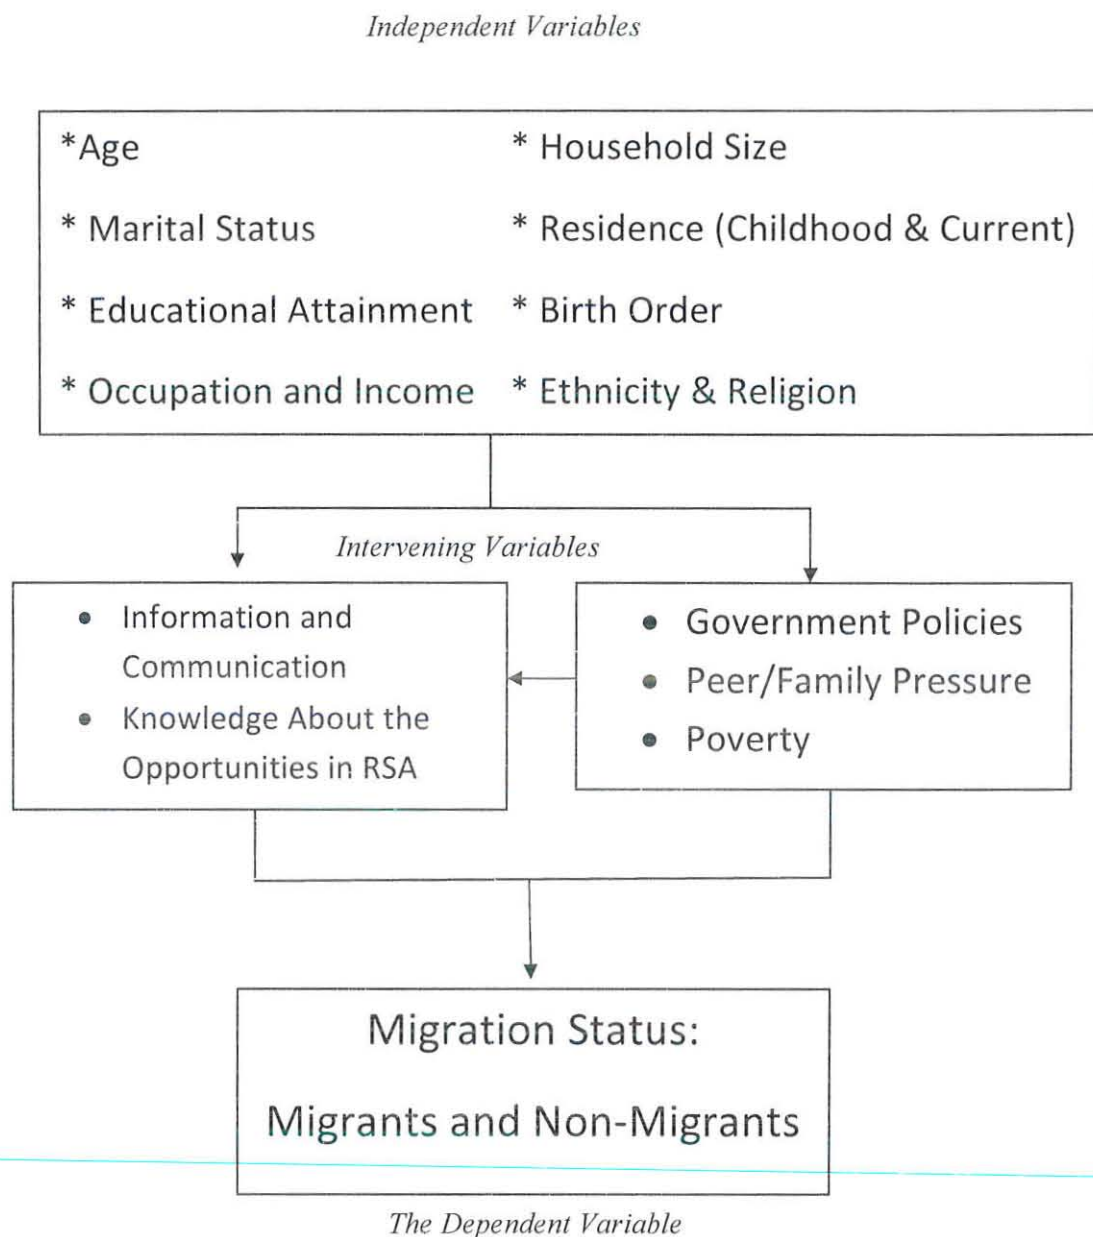 Independent Variables
*Age
* Household Size
* Marital Status
* Residence (Childhood & Current)
* Educational Attainment
* Birth Order
* Occupation and Income
* Ethnicity & Religion
Intervening Variables
• Information and
Communication
• Knowledge About the
Opportunities in RSA
• Government Policies
• Peer/Family Pressure
• Poverty
Migration Status:
Migrants and Non-Migrants
The Dependent Variable